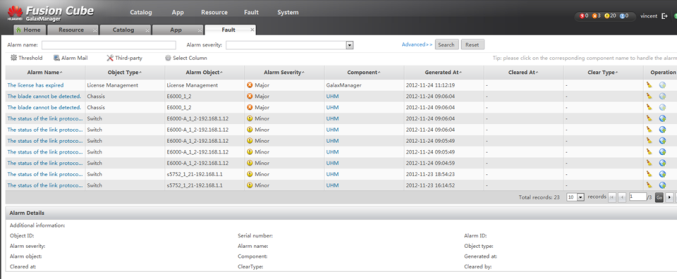 Fusion Cube Catalog App Resource Fault System
GalaxManager
HUAWEI
0 3 20 0 vincent
Home Resource Catalog App Fault
Alarm name: Alarm severity: Advanced>> Search Reset
Threshold Alarm Mail Third-party Select Column Tip: please click on the corresponding component name to handle the alarm
Alarm Name Object Type Alarm Object Alarm Severity Component Generated At Cleared At Clear Type Operation
The license has expired License Management License Management Major GalaxManager 2012-11-24 11:12:19 - -
The blade cannot be detected. Chassis E6000_1_2 Major UHM 2012-11-24 09:06:04 - -
The blade cannot be detected. Chassis E6000_1_2 Major UHM 2012-11-24 09:06:04 - -
The status of the link protoco... Switch E6000-A_1_2-192.168.1.12 Minor UHM 2012-11-24 09:06:04 - -
The status of the link protoco... Switch E6000-A_1_2-192.168.1.12 Minor UHM 2012-11-24 09:06:04 - -
The status of the link protoco... Switch E6000-A_1_2-192.168.1.12 Minor UHM 2012-11-24 09:05:49 - -
The status of the link protoco... Switch E6000-A_1_2-192.168.1.12 Minor UHM 2012-11-24 09:05:49 - -
The status of the link protoco... Switch E6000-A_1_2-192.168.1.12 Minor UHM 2012-11-24 09:04:59 - -
The status of the link protoco... Switch s5752_1_21-192.168.1.1 Minor UHM 2012-11-23 18:54:23 - -
The status of the link protoco... Switch s5752_1_21-192.168.1.1 Minor UHM 2012-11-23 16:14:52 - -
Total records: 23 10 records 1 /3
Alarm Details
Additional information:
Object ID: Serial number: Alarm ID:
Alarm severity: Alarm name: Object type:
Alarm object: Component: Generated at:
Cleared at: ClearType: Cleared by: